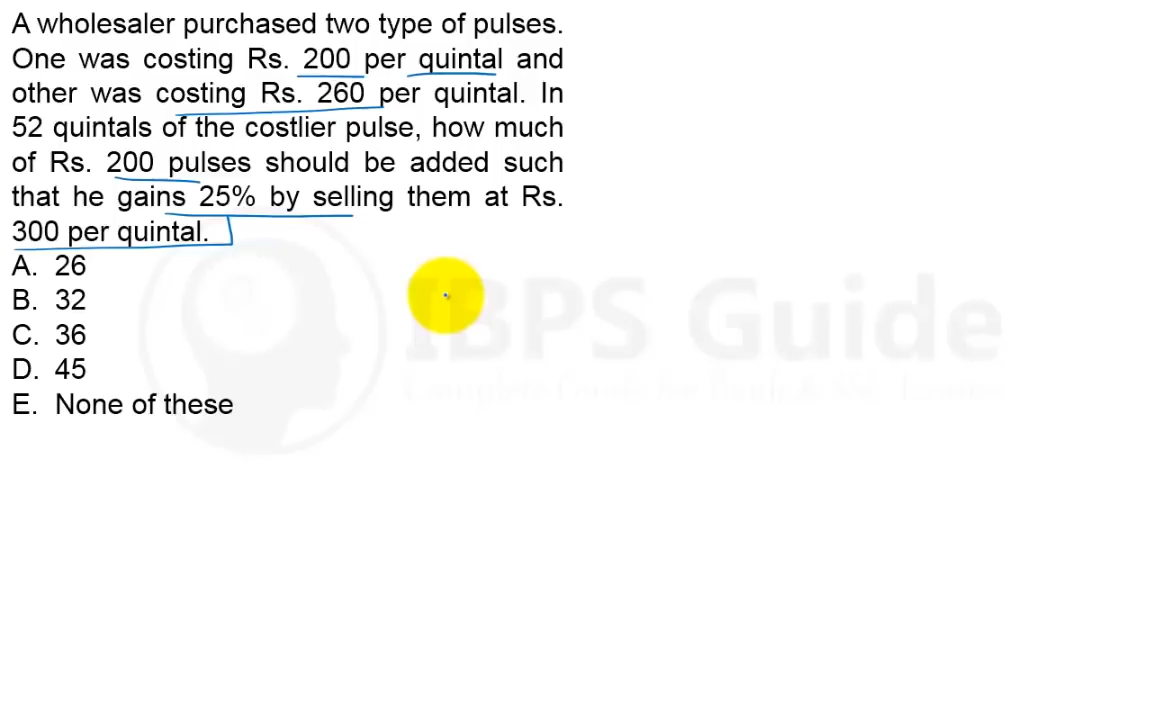 A wholesaler purchased two type of pulses.
One was costing Rs. 200 per quintal and
other was costing Rs. 260 per quintal. In
52 quintals of the costlier pulse, how much
of Rs. 200 pulses should be added such
that he gains 25% by selling them at Rs.
300 per quintal.
A. 26
B. 32
C. 36
D. 45
E. None of these
IBPS Guide